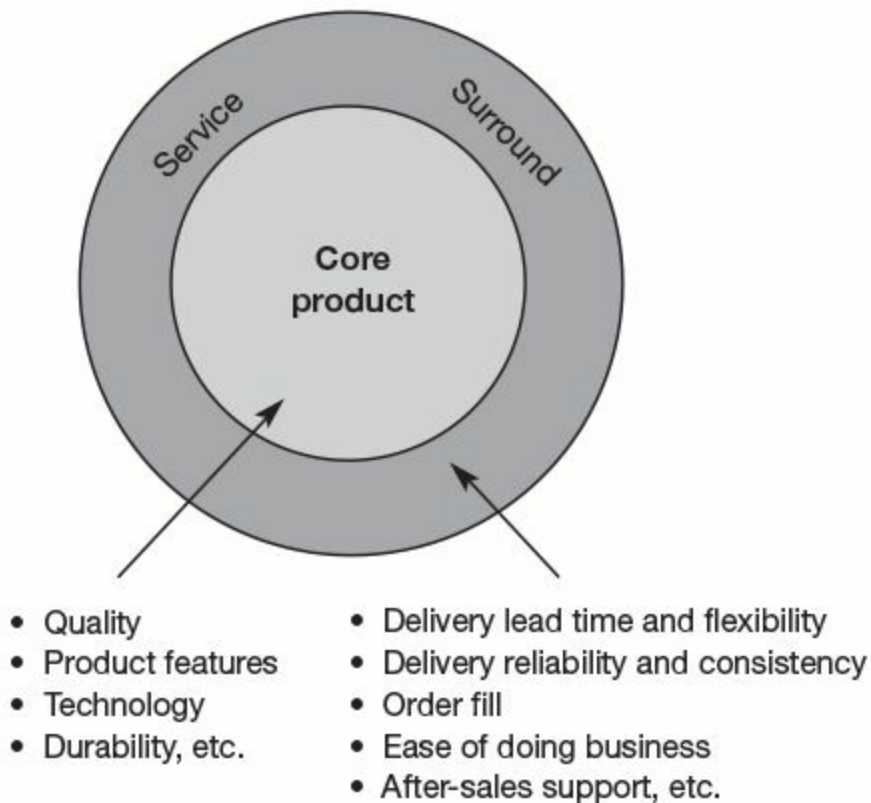 Service
Surround
Core
product
• Quality
• Product features
• Technology
• Durability, etc.
• Delivery lead time and flexibility
• Delivery reliability and consistency
• Order fill
• Ease of doing business
• After-sales support, etc.